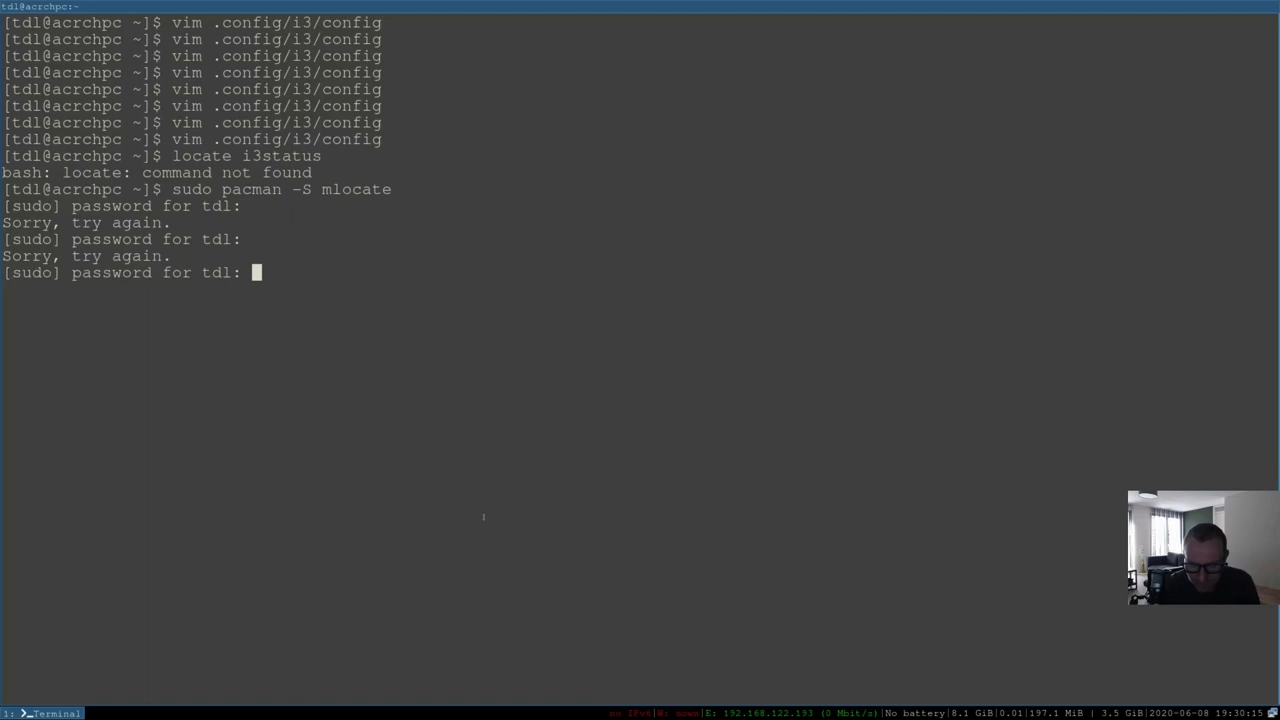 tdl@acrchpc:~
[tdl@acrchpc ~]$ vim .config/i3/config
[tdl@acrchpc ~]$ vim .config/i3/config
[tdl@acrchpc ~]$ vim .config/i3/config
[tdl@acrchpc ~]$ vim .config/i3/config
[tdl@acrchpc ~]$ vim .config/i3/config
[tdl@acrchpc ~]$ vim .config/i3/config
[tdl@acrchpc ~]$ vim .config/i3/config
[tdl@acrchpc ~]$ vim .config/i3/config
[tdl@acrchpc ~]$ locate i3status
bash: locate: command not found
[tdl@acrchpc ~]$ sudo pacman -S mlocate
[sudo] password for tdl:
Sorry, try again.
[sudo] password for tdl:
Sorry, try again.
[sudo] password for tdl:
1: Terminal no IPv6|W: down|E: 192.168.122.193 (0 Mbit/s)|No battery|8.1 GiB|0.01|197.1 MiB | 3.5 GiB|2020-06-08 19:30:15